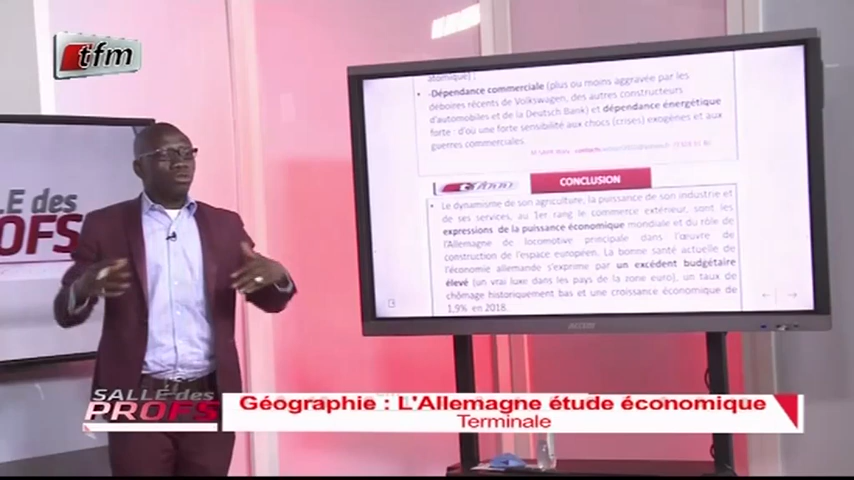 tfm
LE des
OFS
atomique) ;
-Dépendance commerciale (plus ou moins aggravée par les
déboires récents de Volkswagen, des autres constructeurs
d'automobiles et de la Deutsch Bank) et dépendance énergétique
forte : d'où une forte sensibilité aux chocs (crises) exogènes et aux
guerres commerciales.
CONCLUSION
• Le dynamisme de son agriculture, la puissance de son industrie et
de ses services, au 1er rang le commerce extérieur, sont les
expressions de la puissance économique mondiale et du rôle de
l'Allemagne de locomotive principale dans l'œuvre de
construction de l'espace européen. La bonne santé actuelle de
l'économie allemande s'exprime par un excédent budgétaire
élevé (un vrai luxe dans les pays de la zone euro), un taux de
chômage historiquement bas et une croissance économique de
1,9% en 2018.
SALLE des
PROFS
Géographie : L'Allemagne étude économique
Terminale